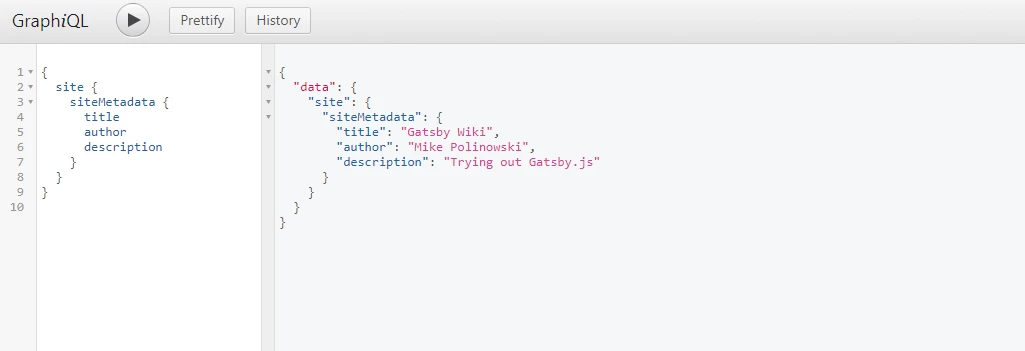 GraphiQL Prettify History
1 {
2 site {
3 siteMetadata {
4 title
5 author
6 description
7 }
8 }
9 }
10
{
"data": {
"site": {
"siteMetadata": {
"title": "Gatsby Wiki",
"author": "Mike Polinowski",
"description": "Trying out Gatsby.js"
}
}
}
}